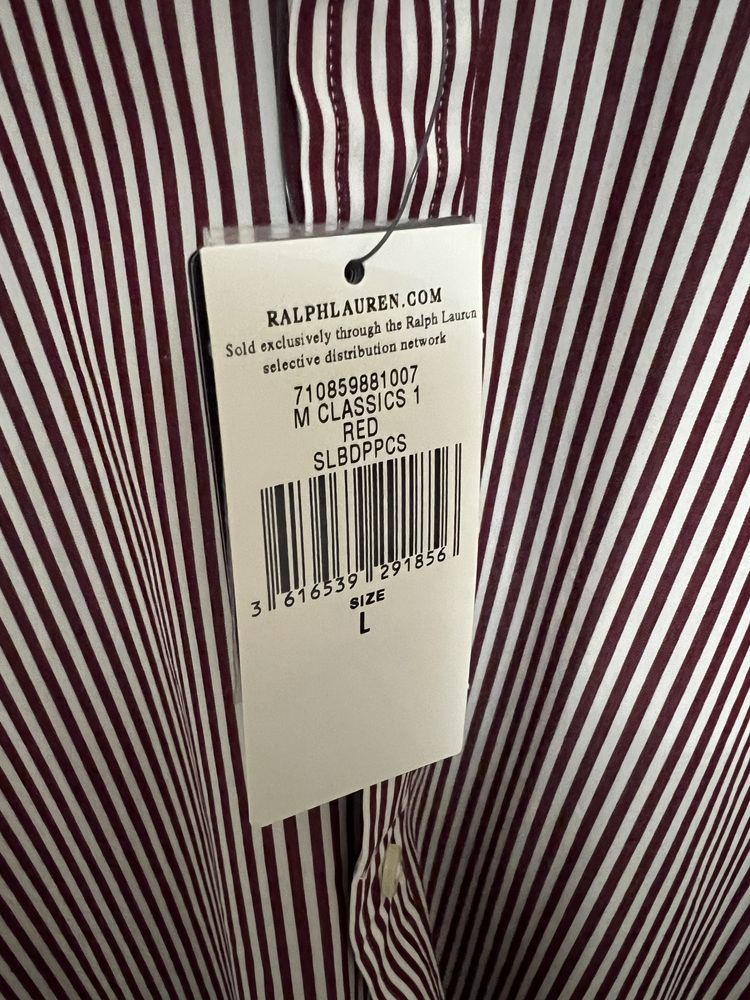 RALPHLAUREN.COM
Sold exclusively through the Ralph Lauren
selective distribution network
710859881007
M CLASSICS 1
RED
SLBDPPCS
3 616539 291856
SIZE
L